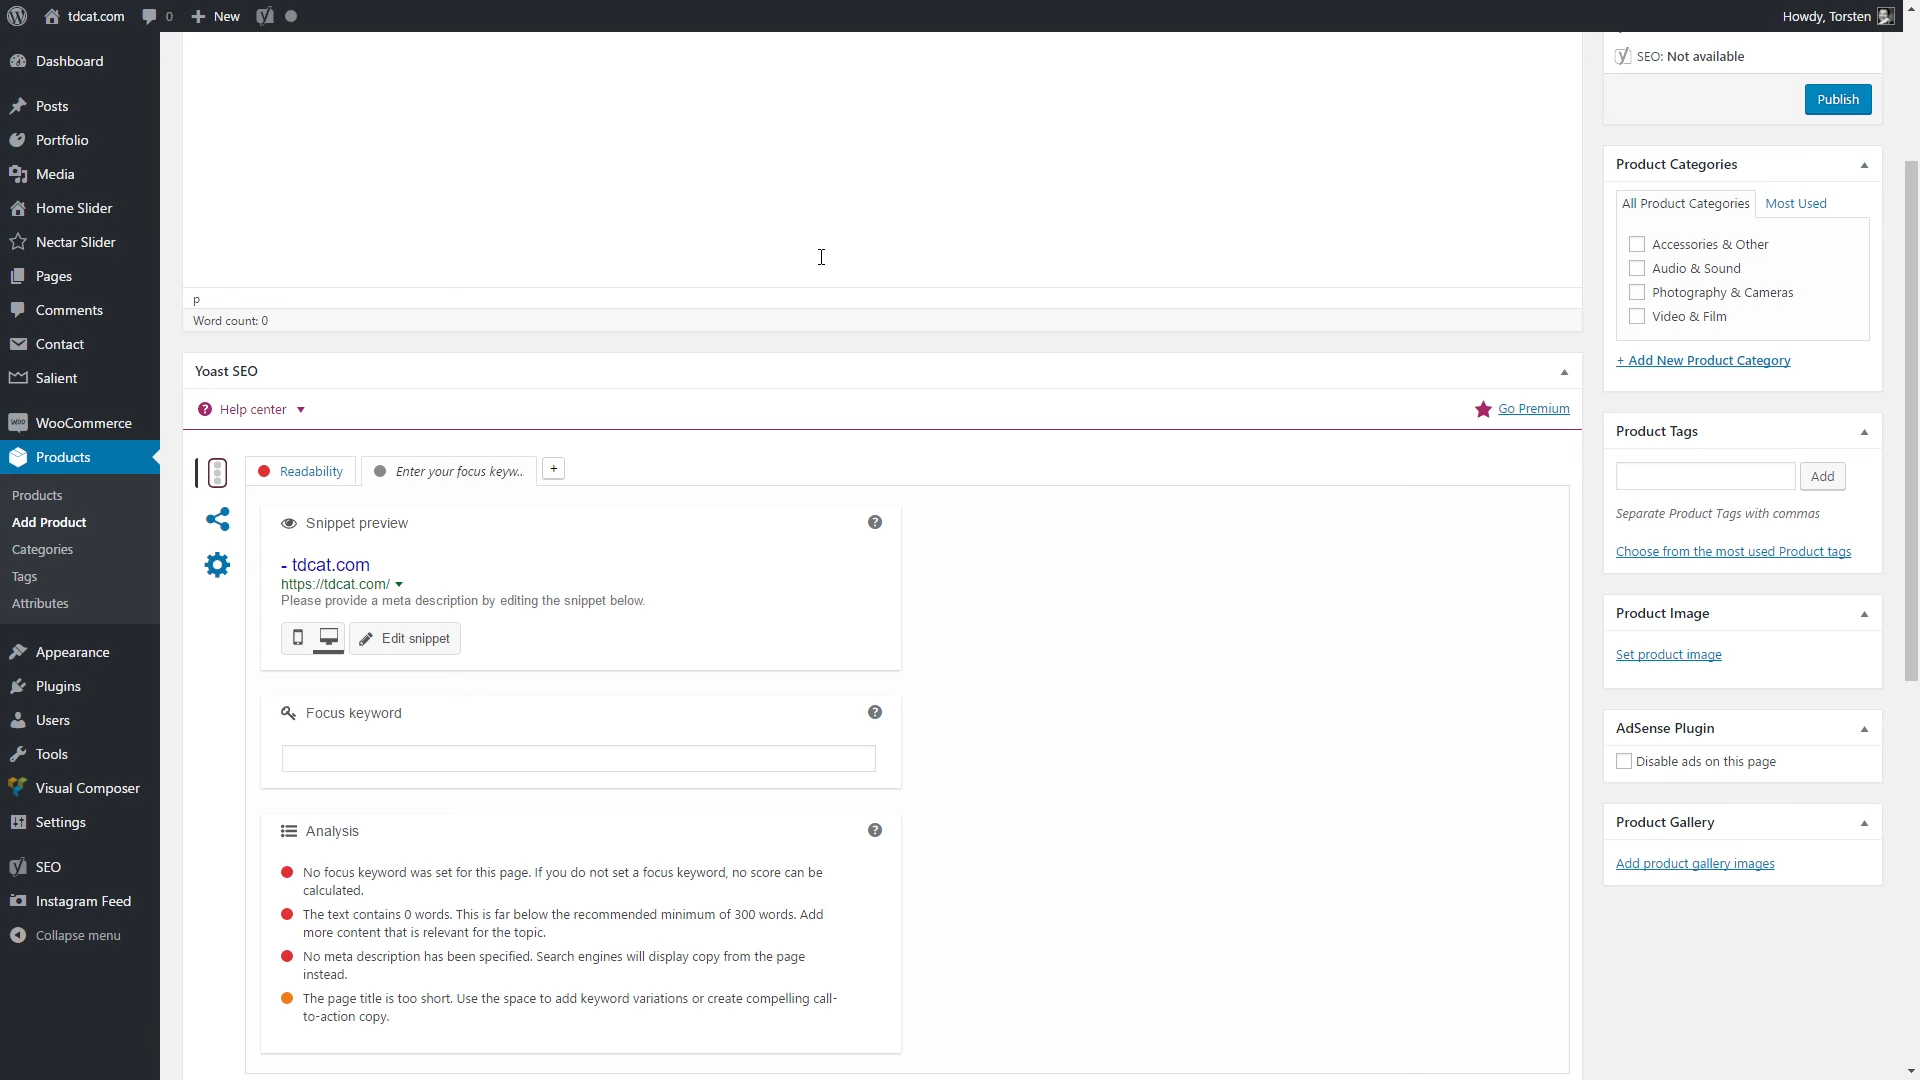 tdcat.com
0
New
Howdy, Torsten
Dashboard
Posts
Portfolio
Media
Home Slider
Nectar Slider
Pages
Comments
Contact
Salient
WooCommerce
Products
Products
Add Product
Categories
Tags
Attributes
Appearance
Plugins
Users
Tools
Visual Composer
Settings
SEO
Instagram Feed
Collapse menu
p
Word count: 0
Yoast SEO
Help center
Go Premium
Readability
Enter your focus keyw..
+
Snippet preview
- tdcat.com
https://tdcat.com/
Please provide a meta description by editing the snippet below.
Edit snippet
Focus keyword
Analysis
No focus keyword was set for this page. If you do not set a focus keyword, no score can be
calculated.
The text contains 0 words. This is far below the recommended minimum of 300 words. Add
more content that is relevant for the topic.
No meta description has been specified. Search engines will display copy from the page
instead.
The page title is too short. Use the space to add keyword variations or create compelling call-
to-action copy.
SEO: Not available
Publish
Product Categories
All Product Categories
Most Used
Accessories & Other
Audio & Sound
Photography & Cameras
Video & Film
+ Add New Product Category
Product Tags
Add
Separate Product Tags with commas
Choose from the most used Product tags
Product Image
Set product image
AdSense Plugin
Disable ads on this page
Product Gallery
Add product gallery images